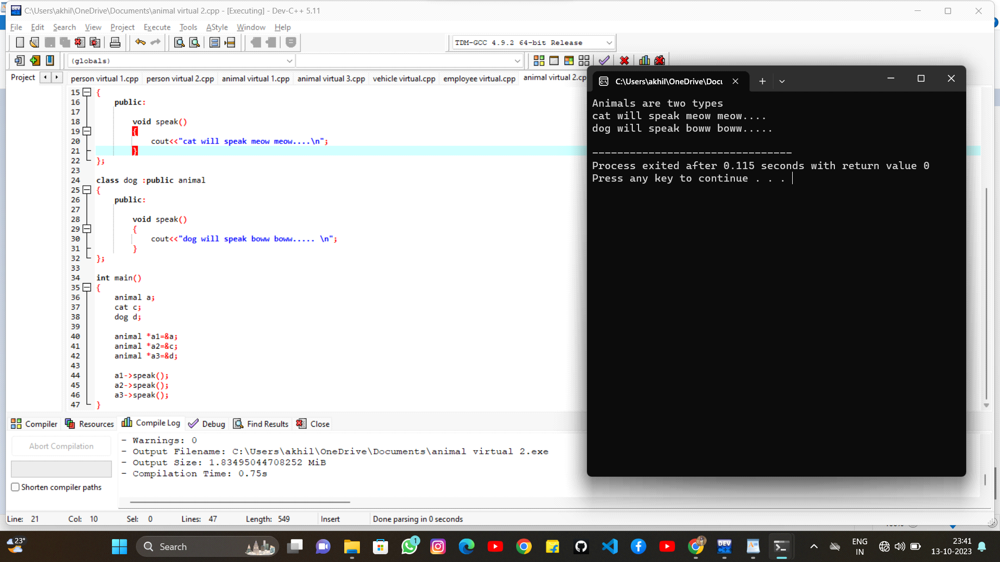 C:\Users\akhil\OneDrive\Documents\animal virtual 2.cpp - [Executing] - Dev-C++ 5.11
File Edit Search View Project Execute Tools AStyle Window Help
TDM-GCC 4.9.2 64-bit Release
(globals)
Project
person virtual 1.cpp person virtual 2.cpp animal virtual 1.cpp animal virtual 3.cpp vehicle virtual.cpp employee virtual.cpp animal virtual 2.cp
15 {
16 public:
17
18 void speak()
19 {
20 cout<<"cat will speak meow meow....\n";
21 }
22 };
23
24 class dog :public animal
25 {
26 public:
27
28 void speak()
29 {
30 cout<<"dog will speak boww boww..... \n";
31 }
32 };
33
34 int main()
35 {
36 animal a;
37 cat c;
38 dog d;
39
40 animal *a1=&a;
41 animal *a2=&c;
42 animal *a3=&d;
43
44 a1->speak();
45 a2->speak();
46 a3->speak();
47 }
C:\Users\akhil\OneDrive\Docu
Animals are two types
cat will speak meow meow....
dog will speak boww boww.....
--------------------------------
Process exited after 0.115 seconds with return value 0
Press any key to continue . . .
Compiler Resources Compile Log Debug Find Results Close
Abort Compilation
Shorten compiler paths
- Warnings: 0
- Output Filename: C:\Users\akhil\OneDrive\Documents\animal virtual 2.exe
- Output Size: 1.83495044708252 MiB
- Compilation Time: 0.75s
Line: 21 Col: 10 Sel: 0 Lines: 47 Length: 549 Insert Done parsing in 0 seconds
23°
Search
1
DEV C++
ENG
IN
23:41
13-10-2023